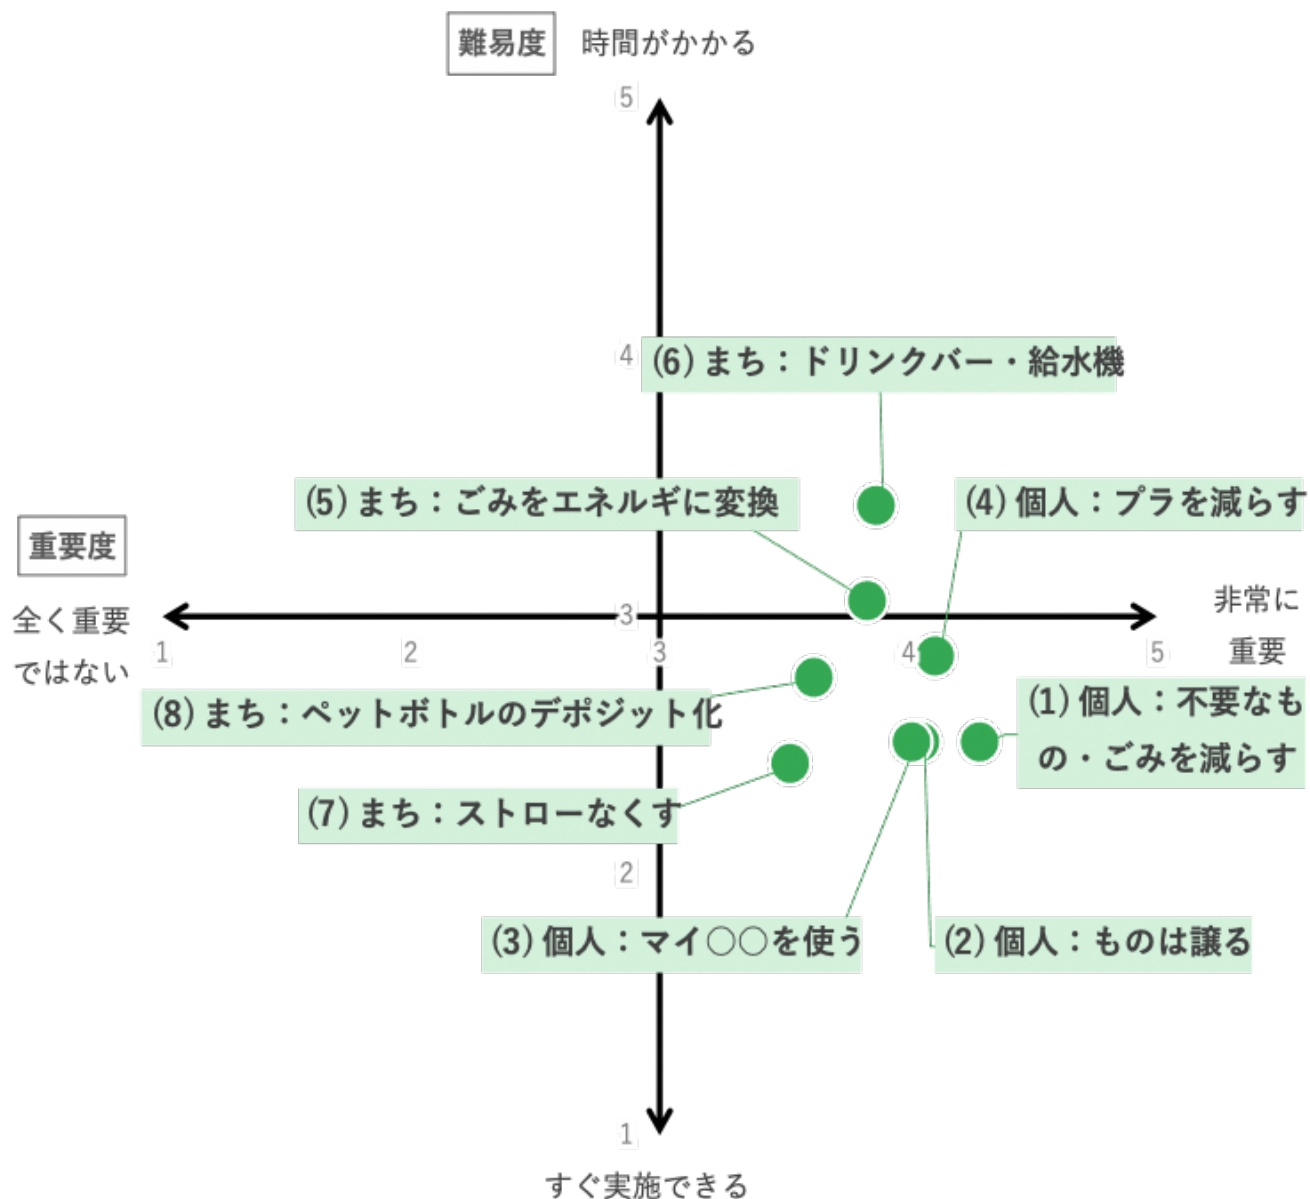 難易度 時間がかかる
5
4
(6) まち：ドリンクバー・給水機
(5) まち：ごみをエネルギに変換
(4) 個人：プラを減らす
重要度
全く重要
ではない
3
非常に
重要
1 2 3 4 5
(8) まち：ペットボトルのデポジット化
(1) 個人：不要なも
の・ごみを減らす
(7) まち：ストローなくす
2
(3) 個人：マイ○○を使う
(2) 個人：ものは譲る
1
すぐ実施できる